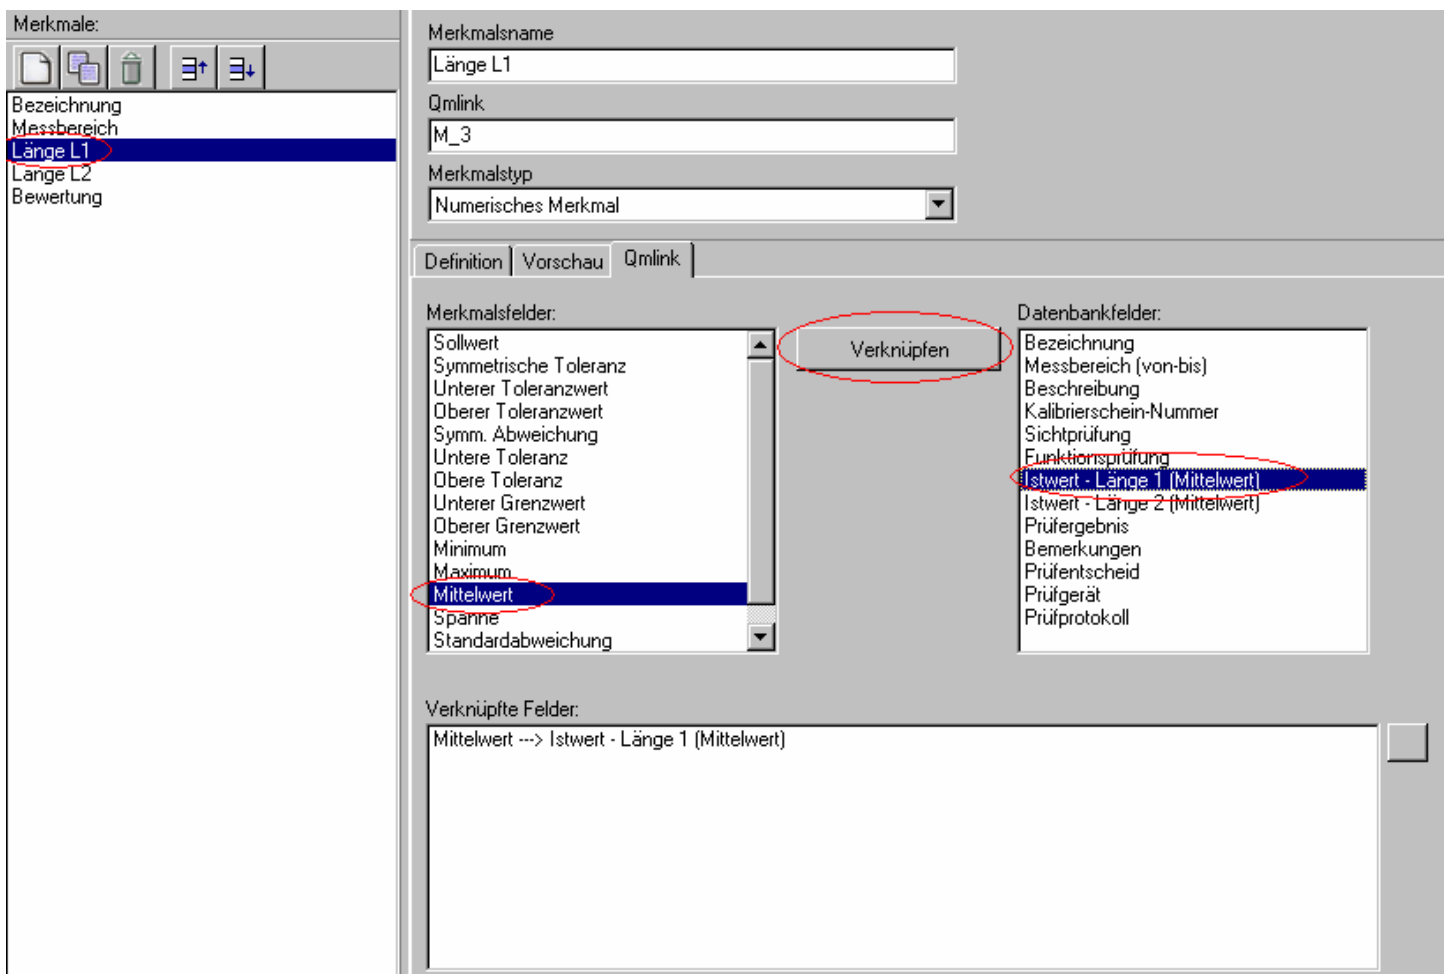 Merkmale:
Bezeichnung
Messbereich
Länge L1
Länge L2
Bewertung
Merkmalsname
Länge L1
Qmlink
M_3
Merkmalstyp
Numerisches Merkmal
Definition
Vorschau
Qmlink
Merkmalsfelder:
Sollwert
Symmetrische Toleranz
Unterer Toleranzwert
Oberer Toleranzwert
Symm. Abweichung
Untere Toleranz
Obere Toleranz
Unterer Grenzwert
Oberer Grenzwert
Minimum
Maximum
Mittelwert
Spanne
Standardabweichung
Verknüpfen
Datenbankfelder:
Bezeichnung
Messbereich (von-bis)
Beschreibung
Kalibrierschein-Nummer
Sichtprüfung
Funktionsprüfung
Istwert - Länge 1 (Mittelwert)
Istwert - Länge 2 (Mittelwert)
Prüfergebnis
Bemerkungen
Prüfentscheid
Prüfgerät
Prüfprotokoll
Verknüpfte Felder:
Mittelwert ---> Istwert - Länge 1 (Mittelwert)